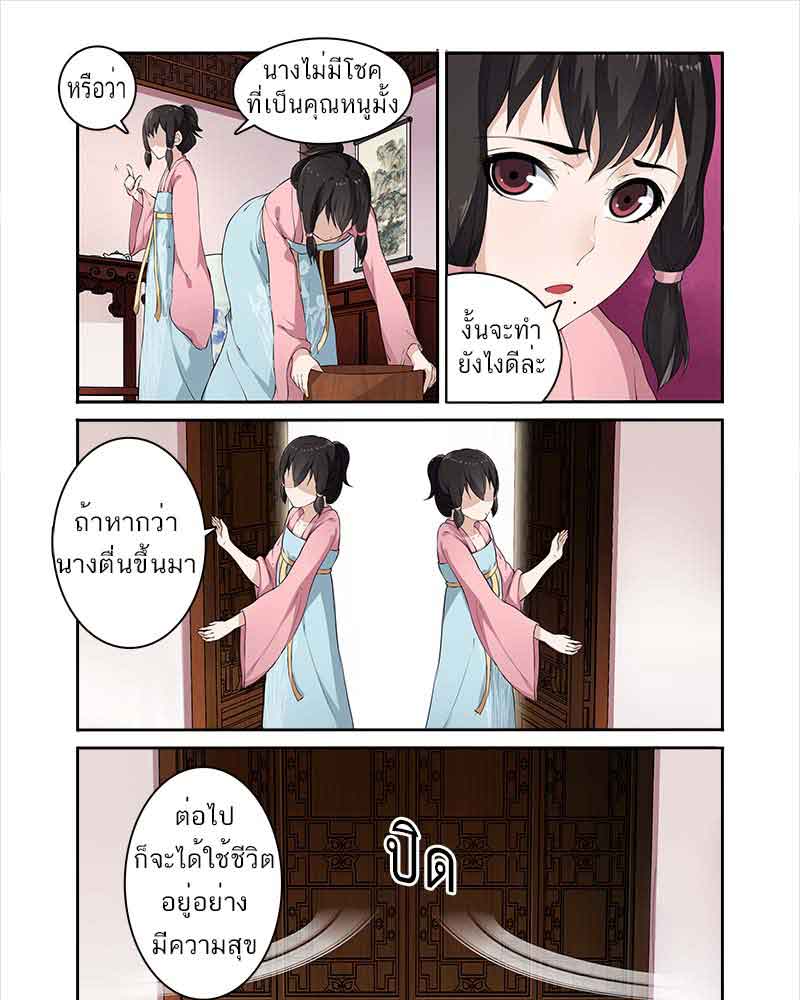 หรือว่า
นางไม่มีโชค
ที่เป็นคุณหนูมั้ง
งั้นจะทำ
ยังไงดีล่ะ
ถ้าหากว่า
นางตื่นขึ้นมา
ต่อไป
ก็จะได้ใช้ชีวิต
อยู่อย่าง
มีความสุข
ปิด